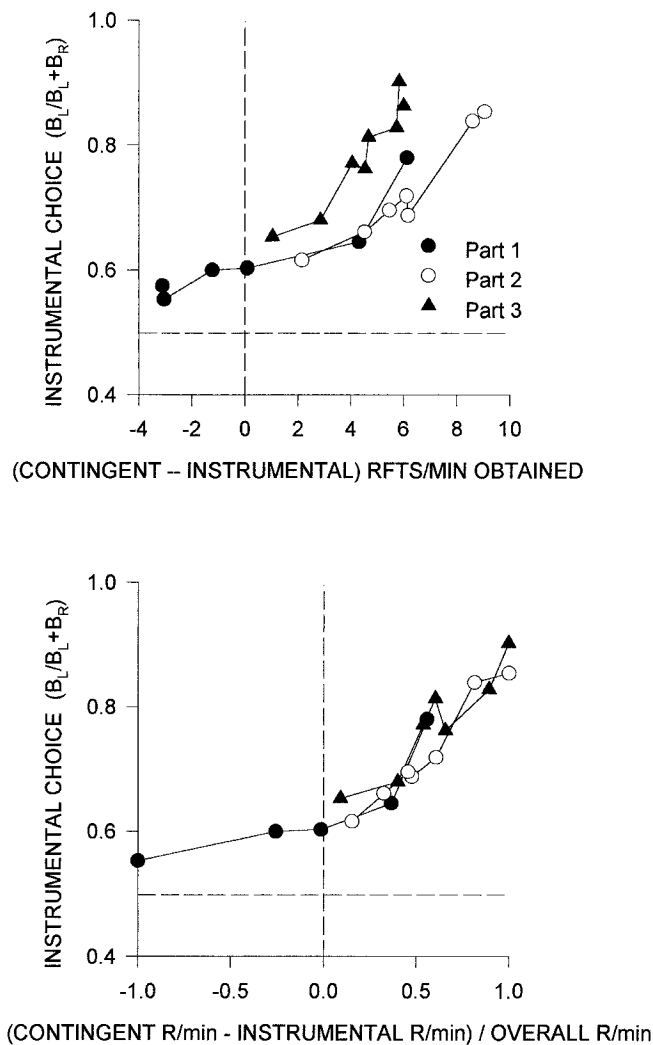 INSTRUMENTAL CHOICE (B_L/B_L+B_R)
1.0
0.8
0.6
0.4
-4 -2 0 2 4 6 8 10
Part 1
Part 2
Part 3
(CONTINGENT -- INSTRUMENTAL) RFTS/MIN OBTAINED
INSTRUMENTAL CHOICE (B_L/B_L+B_R)
1.0
0.8
0.6
0.4
-1.0 -0.5 0.0 0.5 1.0
(CONTINGENT R/min - INSTRUMENTAL R/min) / OVERALL R/min